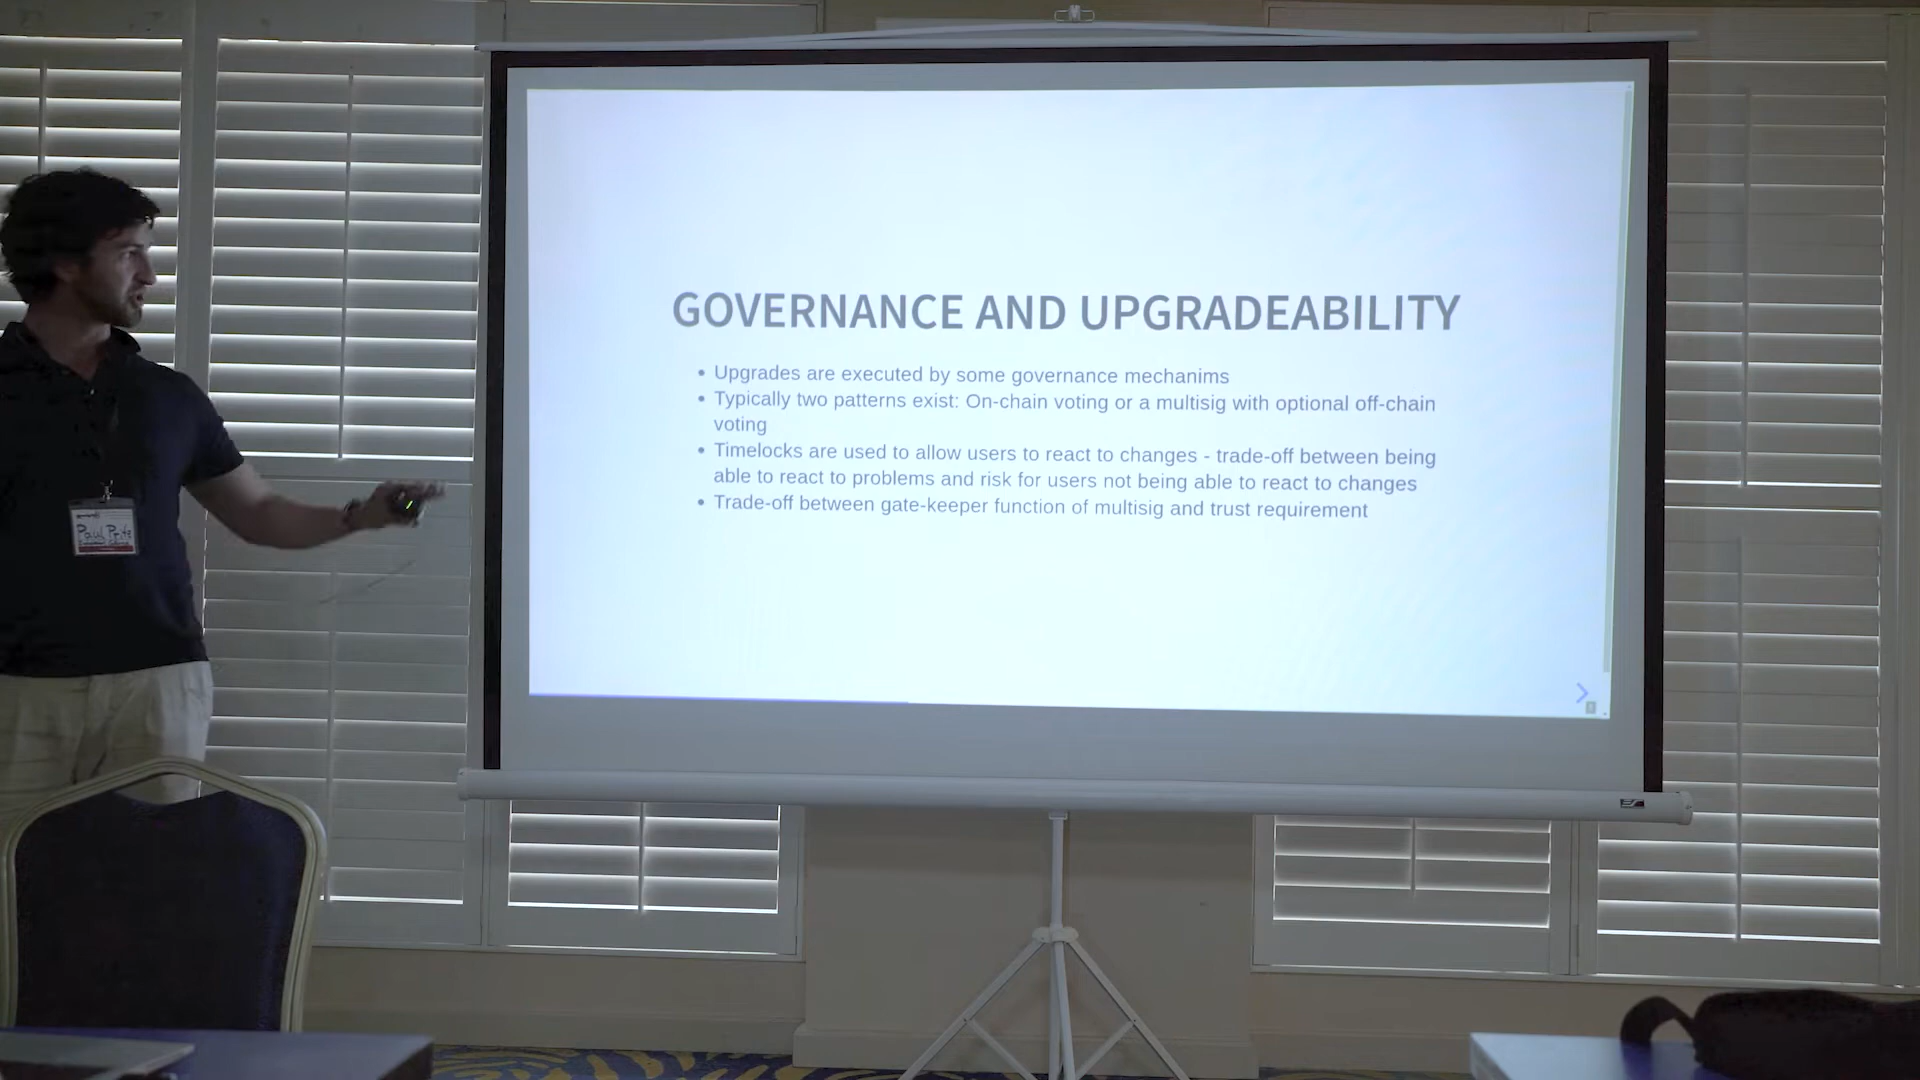 GOVERNANCE AND UPGRADEABILITY
• Upgrades are executed by some governance mechanims
• Typically two patterns exist: On-chain voting or a multisig with optional off-chain
voting
• Timelocks are used to allow users to react to changes - trade-off between being
able to react to problems and risk for users not being able to react to changes
• Trade-off between gate-keeper function of multisig and trust requirement
Paul